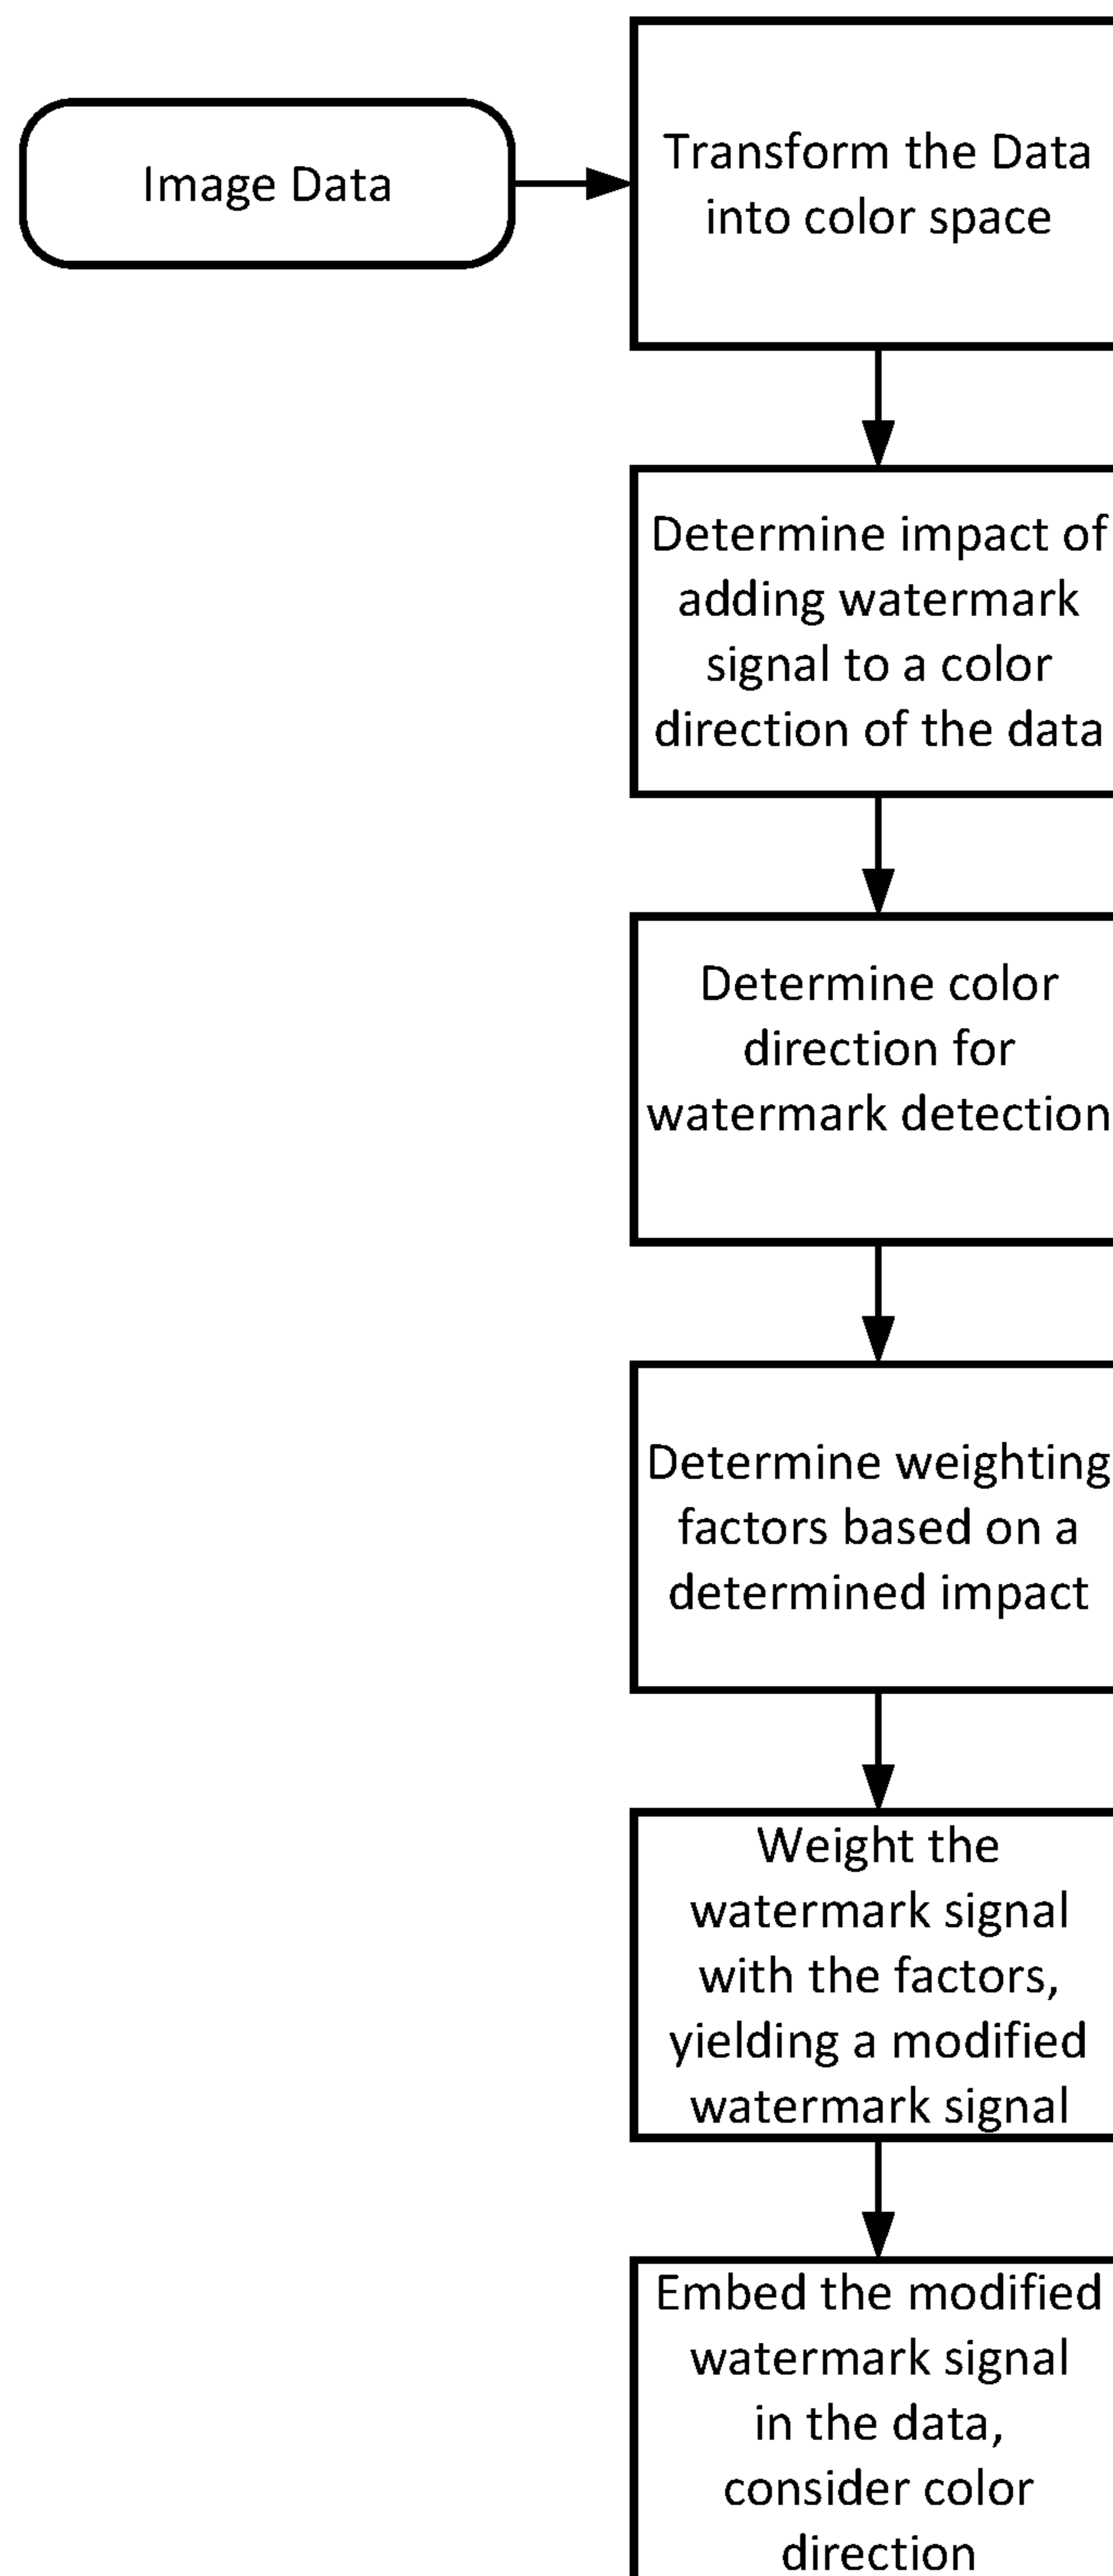 Image Data
Transform the Data
into color space
Determine impact of
adding watermark
signal to a color
direction of the data
Determine color
direction for
watermark detection
Determine weighting
factors based on a
determined impact
Weight the
watermark signal
with the factors,
yielding a modified
watermark signal
Embed the modified
watermark signal
in the data,
consider color
direction